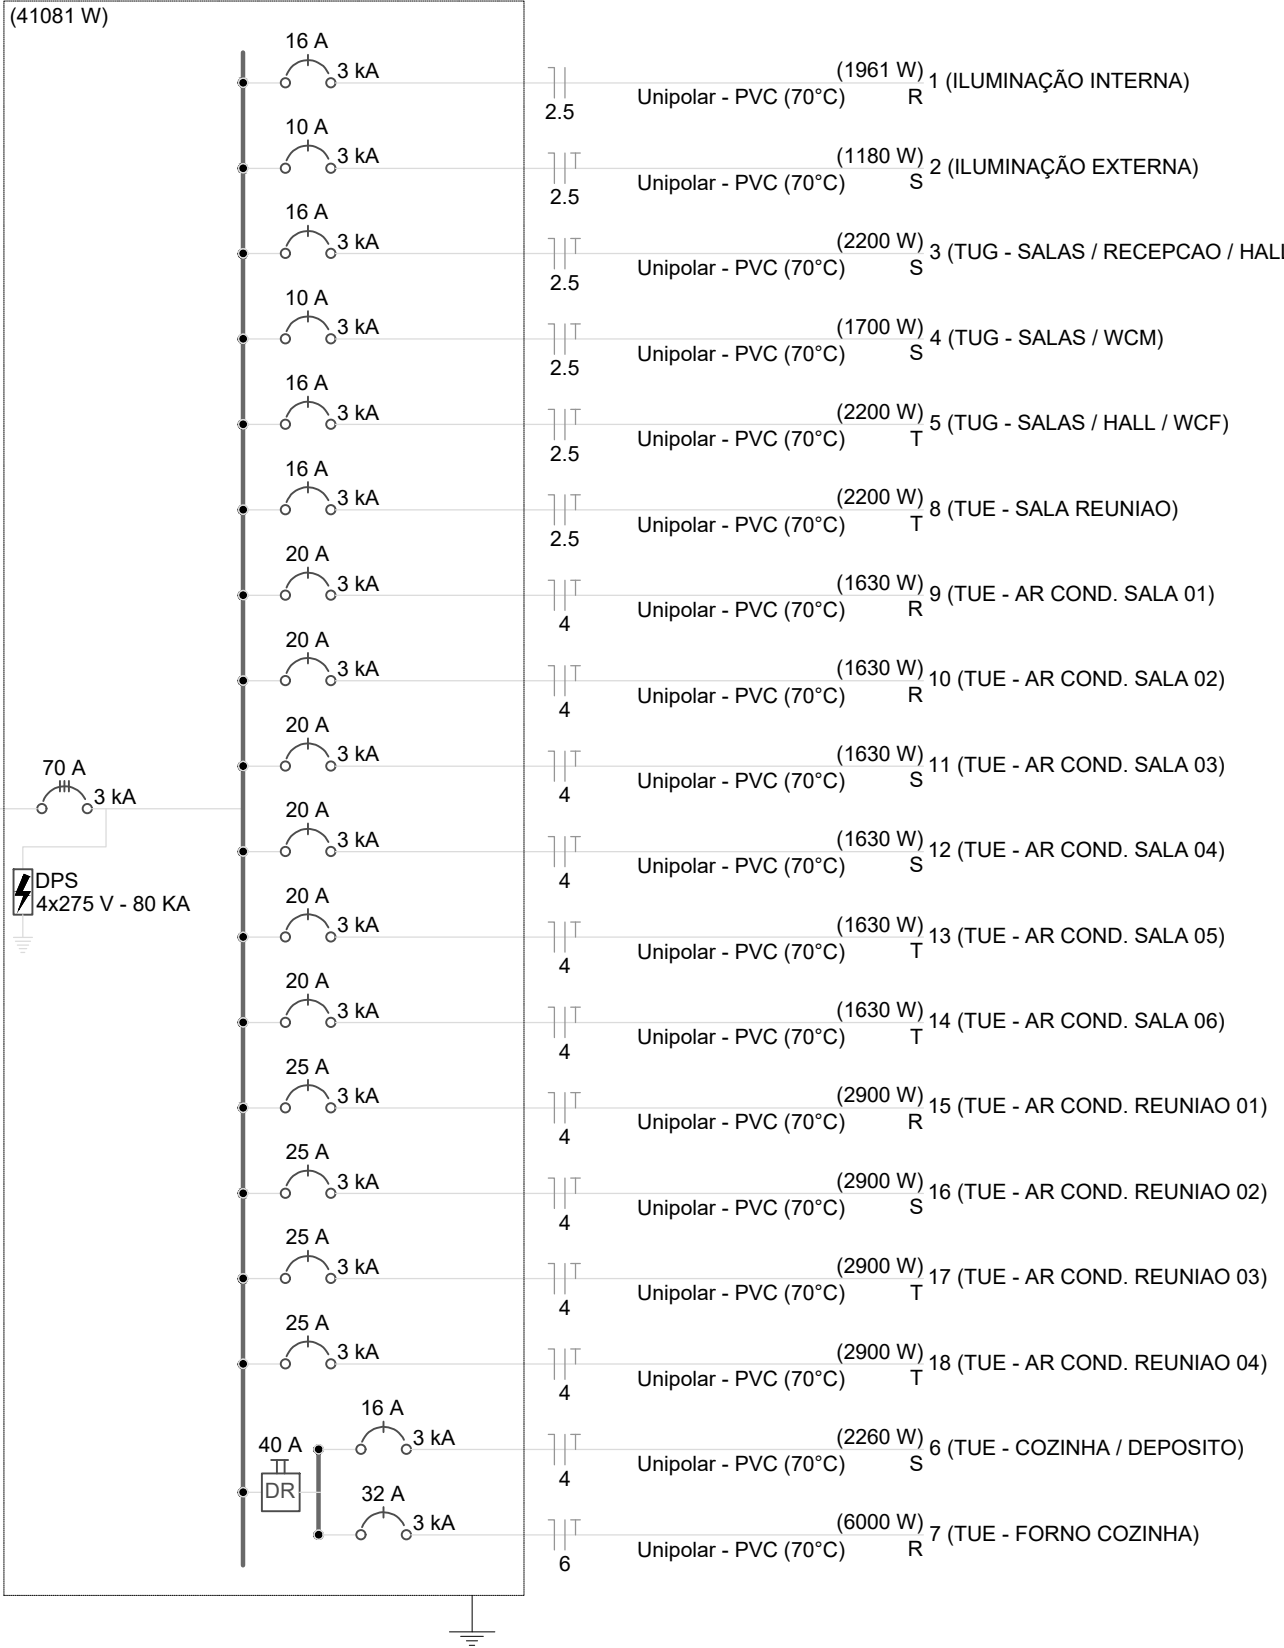 (41081 W)
16 A
3 kA
2.5
Unipolar - PVC (70°C)
(1961 W)
R
1 (ILUMINAÇÃO INTERNA)
10 A
3 kA
2.5
Unipolar - PVC (70°C)
(1180 W)
S
2 (ILUMINAÇÃO EXTERNA)
16 A
3 kA
2.5
Unipolar - PVC (70°C)
(2200 W)
S
3 (TUG - SALAS / RECEPCAO / HALL
10 A
3 kA
2.5
Unipolar - PVC (70°C)
(1700 W)
S
4 (TUG - SALAS / WCM)
16 A
3 kA
2.5
Unipolar - PVC (70°C)
(2200 W)
T
5 (TUG - SALAS / HALL / WCF)
16 A
3 kA
2.5
Unipolar - PVC (70°C)
(2200 W)
T
8 (TUE - SALA REUNIAO)
20 A
3 kA
4
Unipolar - PVC (70°C)
(1630 W)
R
9 (TUE - AR COND. SALA 01)
20 A
3 kA
4
Unipolar - PVC (70°C)
(1630 W)
R
10 (TUE - AR COND. SALA 02)
20 A
3 kA
4
Unipolar - PVC (70°C)
(1630 W)
S
11 (TUE - AR COND. SALA 03)
70 A
3 kA
DPS
4x275 V - 80 KA
20 A
3 kA
4
Unipolar - PVC (70°C)
(1630 W)
S
12 (TUE - AR COND. SALA 04)
20 A
3 kA
4
Unipolar - PVC (70°C)
(1630 W)
T
13 (TUE - AR COND. SALA 05)
20 A
3 kA
4
Unipolar - PVC (70°C)
(1630 W)
T
14 (TUE - AR COND. SALA 06)
25 A
3 kA
4
Unipolar - PVC (70°C)
(2900 W)
R
15 (TUE - AR COND. REUNIAO 01)
25 A
3 kA
4
Unipolar - PVC (70°C)
(2900 W)
S
16 (TUE - AR COND. REUNIAO 02)
25 A
3 kA
4
Unipolar - PVC (70°C)
(2900 W)
T
17 (TUE - AR COND. REUNIAO 03)
25 A
3 kA
4
Unipolar - PVC (70°C)
(2900 W)
T
18 (TUE - AR COND. REUNIAO 04)
40 A
DR
16 A
3 kA
4
Unipolar - PVC (70°C)
(2260 W)
S
6 (TUE - COZINHA / DEPOSITO)
32 A
3 kA
6
Unipolar - PVC (70°C)
(6000 W)
R
7 (TUE - FORNO COZINHA)